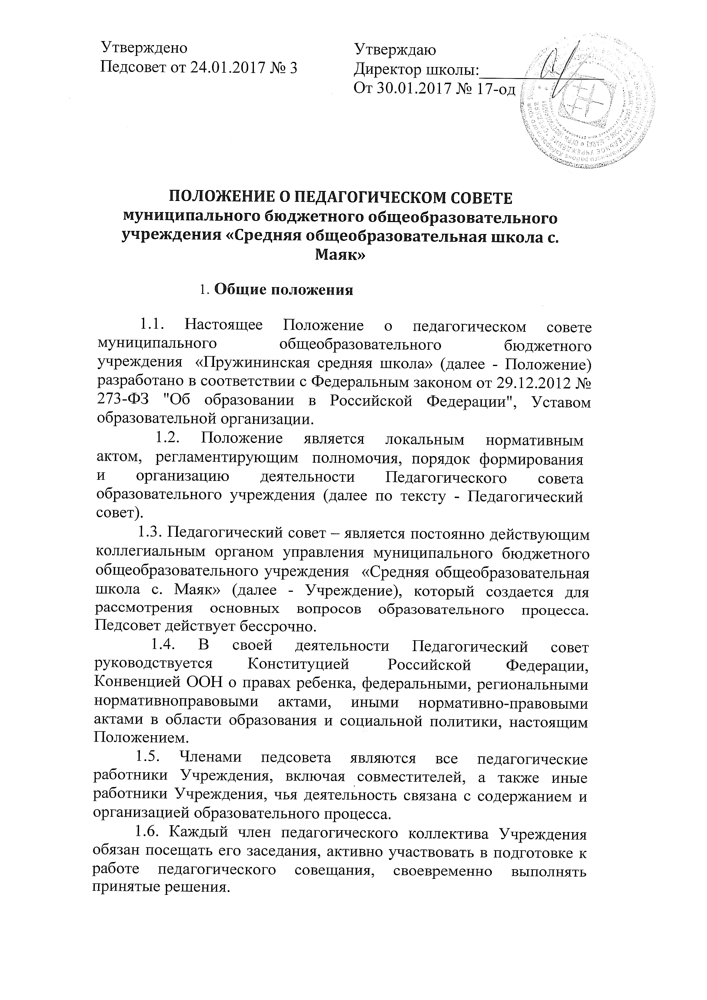 Утверждено
Педсовет от 24.01.2017 № 3
Утверждаю
Директор школы:
От 30.01.2017 № 17-од
ПОЛОЖЕНИЕ О ПЕДАГОГИЧЕСКОМ СОВЕТЕ
муниципального бюджетного общеобразовательного
учреждения «Средняя общеобразовательная школа с.
Маяк»
1. Общие положения
1.1. Настоящее Положение о педагогическом совете
муниципального общеобразовательного бюджетного
учреждения «Пружининская средняя школа» (далее - Положение)
разработано в соответствии с Федеральным законом от 29.12.2012 №
273-ФЗ "Об образовании в Российской Федерации", Уставом
образовательной организации.
1.2. Положение является локальным нормативным
актом, регламентирующим полномочия, порядок формирования
и организацию деятельности Педагогического совета
образовательного учреждения (далее по тексту - Педагогический
совет).
1.3. Педагогический совет – является постоянно действующим
коллегиальным органом управления муниципального бюджетного
общеобразовательного учреждения «Средняя общеобразовательная
школа с. Маяк» (далее - Учреждение), который создается для
рассмотрения основных вопросов образовательного процесса.
Педсовет действует бессрочно.
1.4. В своей деятельности Педагогический совет
руководствуется Конституцией Российской Федерации,
Конвенцией ООН о правах ребенка, федеральными, региональными
нормативноправовыми актами, иными нормативно-правовыми
актами в области образования и социальной политики, настоящим
Положением.
1.5. Членами педсовета являются все педагогические
работники Учреждения, включая совместителей, а также иные
работники Учреждения, чья деятельность связана с содержанием и
организацией образовательного процесса.
1.6. Каждый член педагогического коллектива Учреждения
обязан посещать его заседания, активно участвовать в подготовке к
работе педагогического совещания, своевременно выполнять
принятые решения.